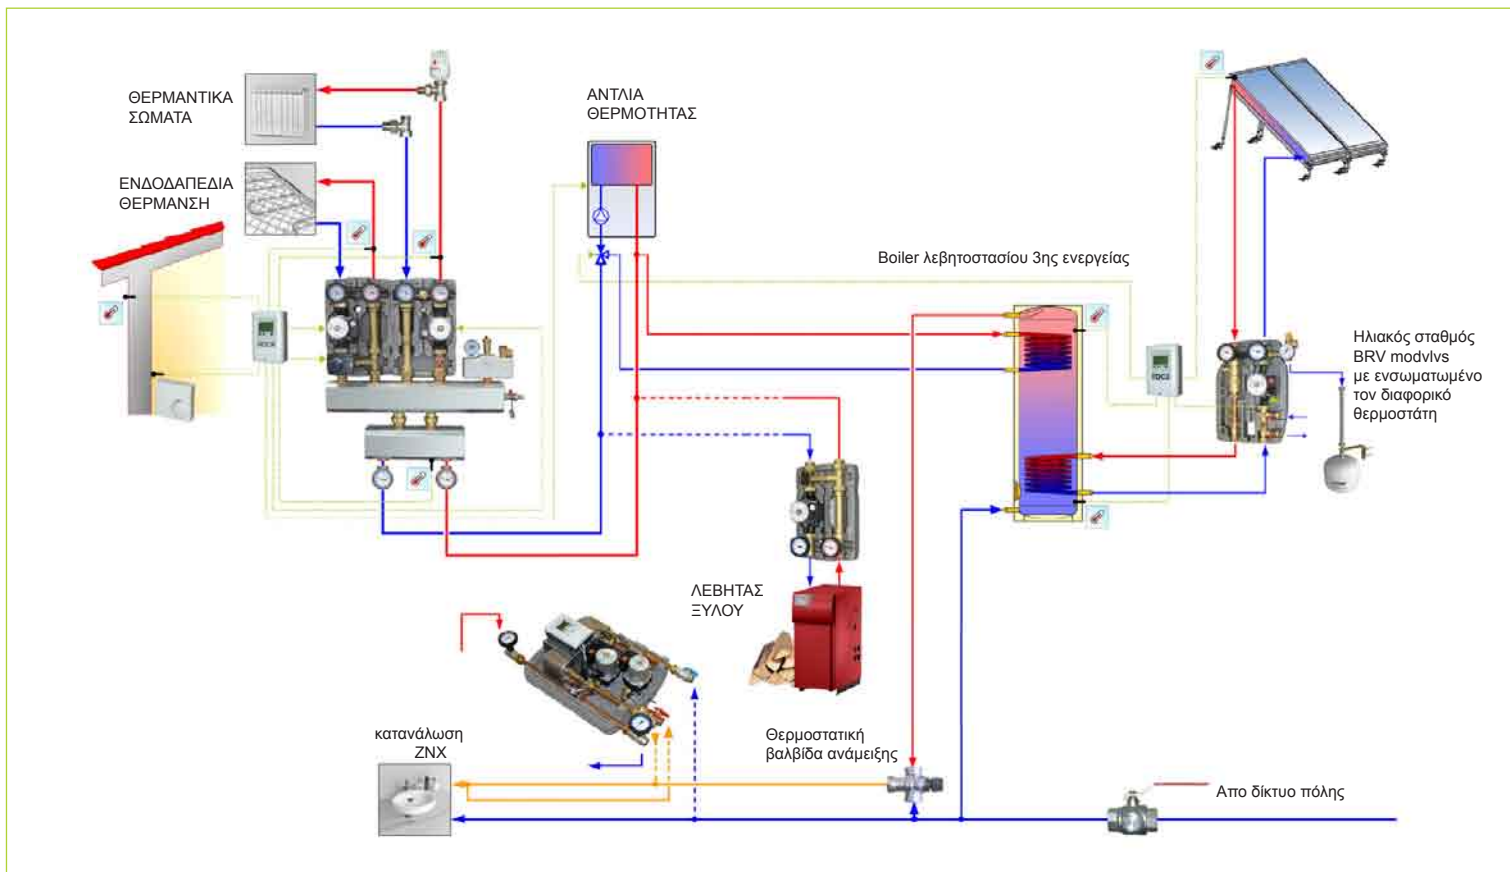 ΘΕΡΜΑΝΤΙΚΑ
ΣΩΜΑΤΑ
ΕΝΔΟΔΑΠΕΔΙΑ
ΘΕΡΜΑΝΣΗ
ΑΝΤΛΙΑ
ΘΕΡΜΟΤΗΤΑΣ
Boiler λεβητοστασίου 3ης ενεργείας
Ηλιακός σταθμός
BRV modvlvs
με ενσωματωμένο
τον διαφορικό
θερμοστάτη
ΛΕΒΗΤΑΣ
ΞΥΛΟΥ
κατανάλωση
ΖΝΧ
Θερμοστατική
βαλβίδα ανάμειξης
Απο δίκτυο πόλης